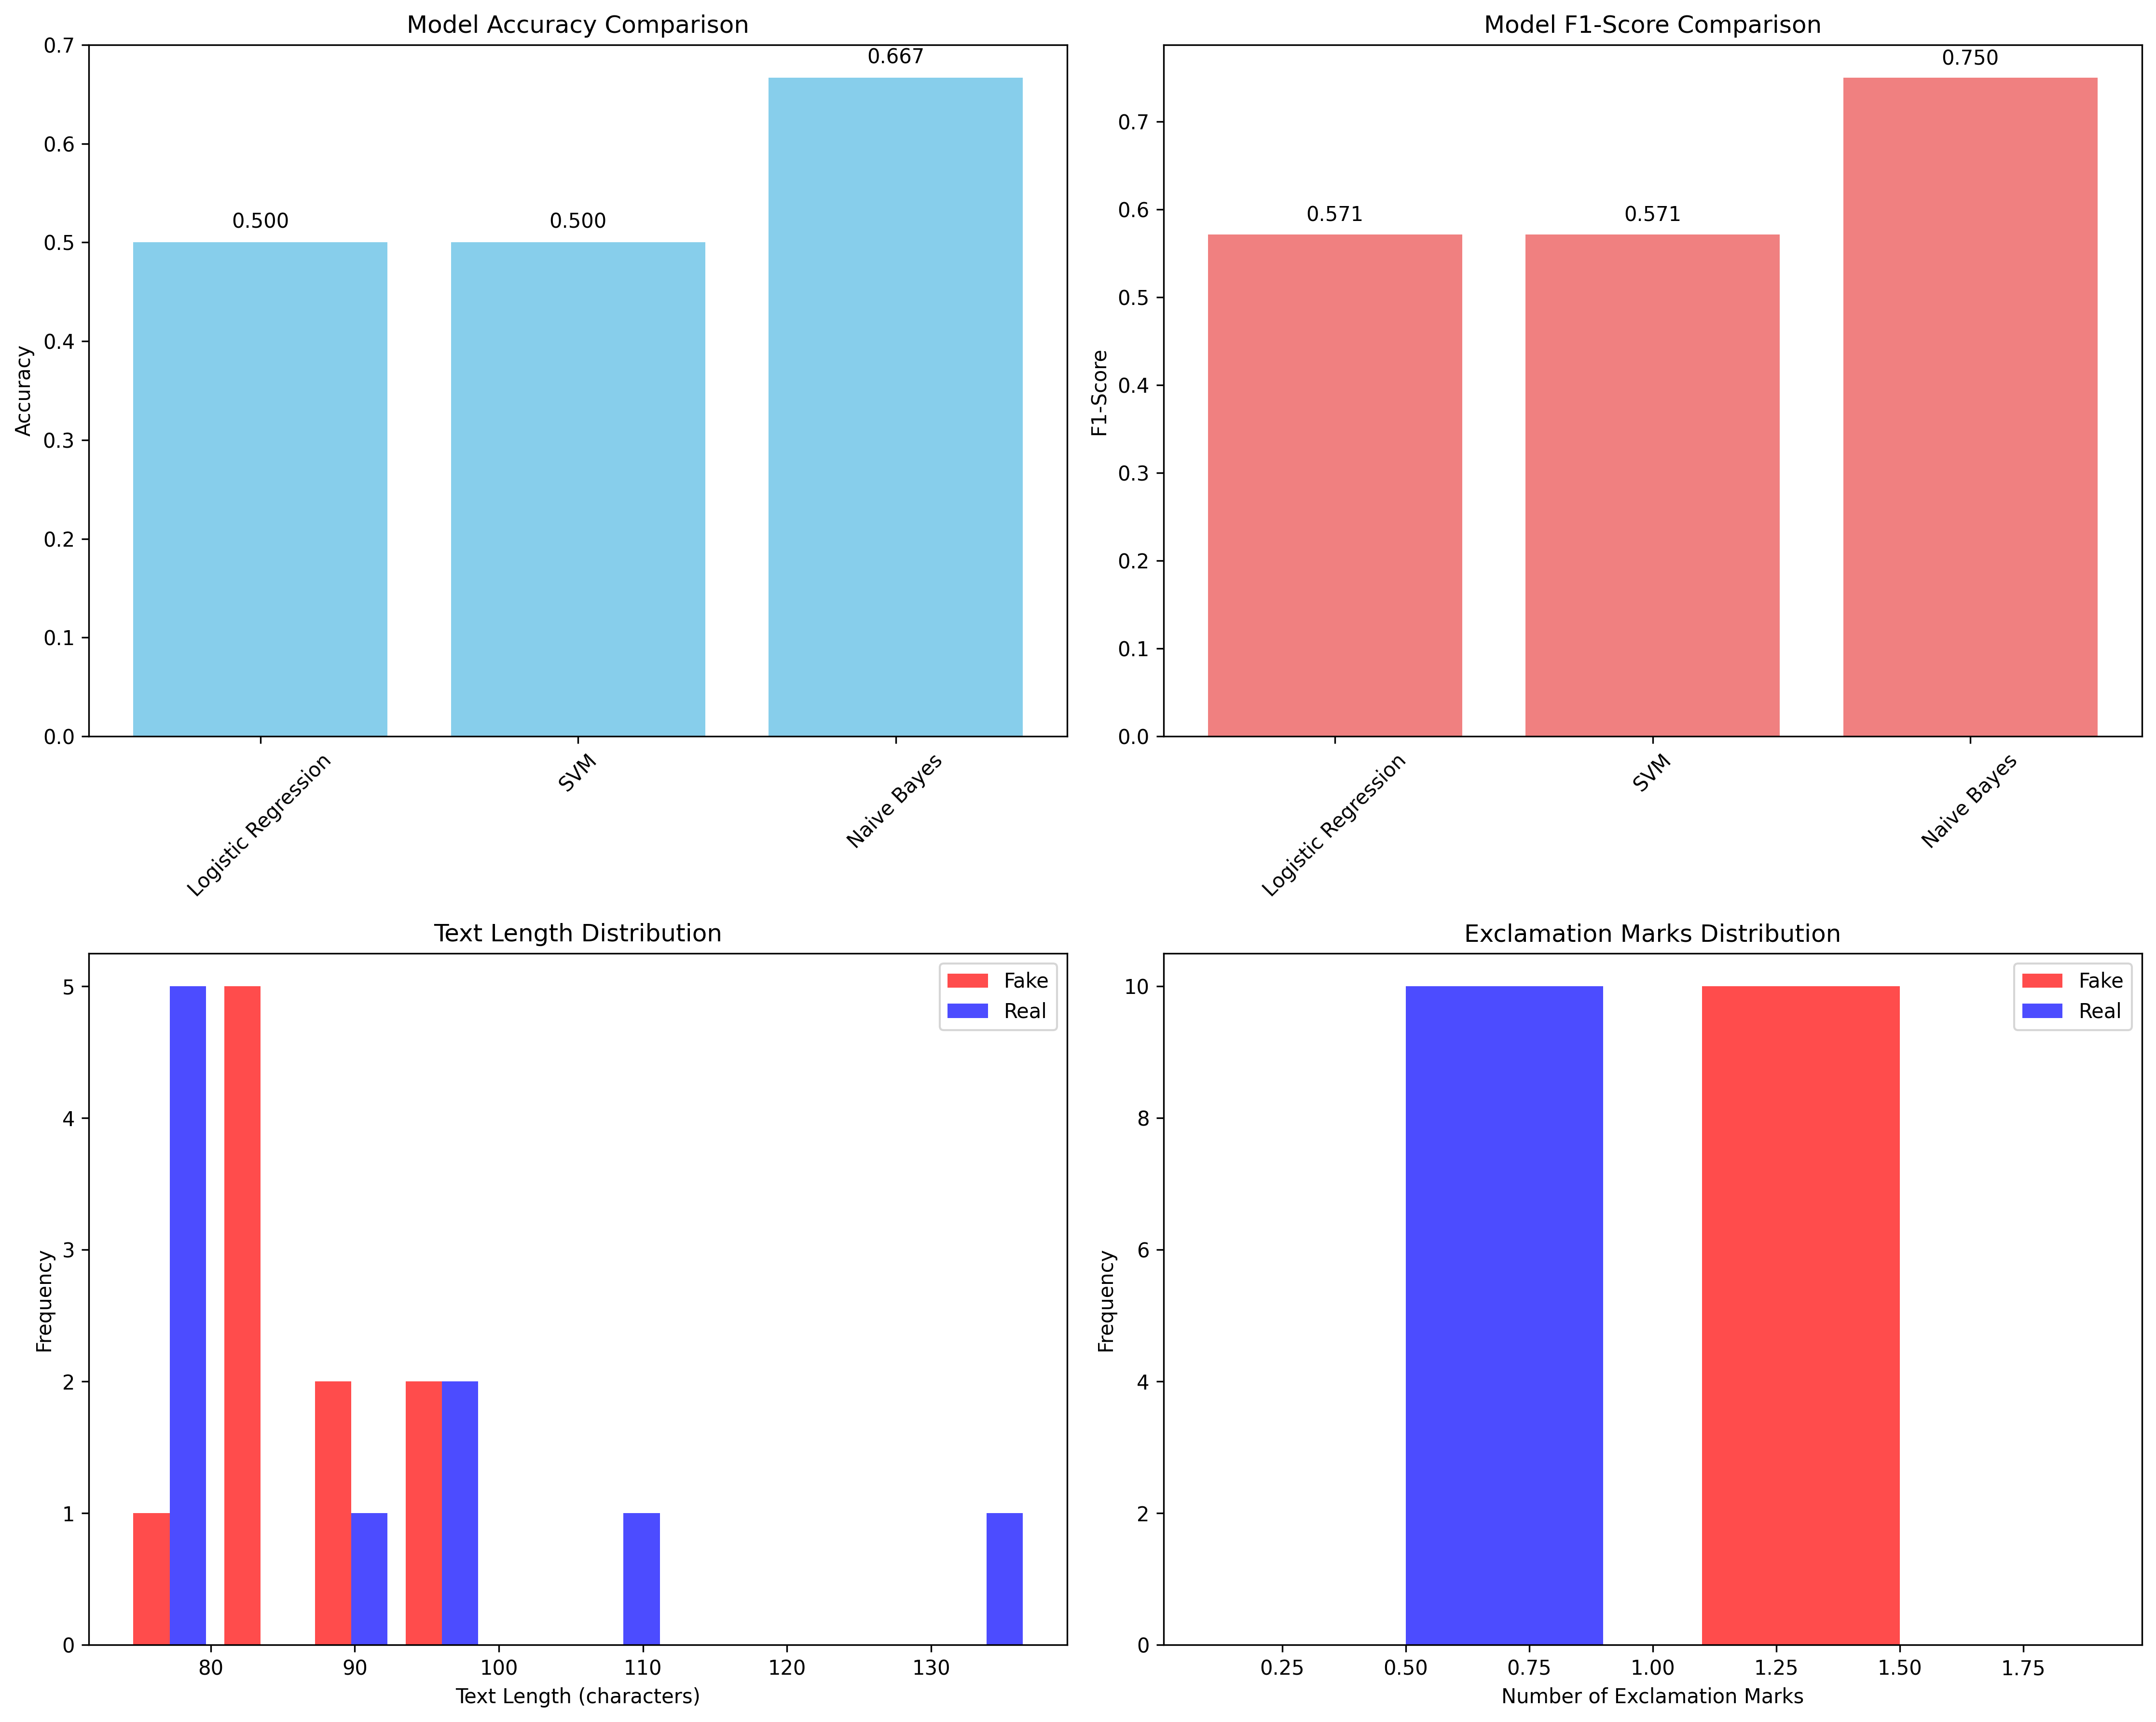 Model Accuracy Comparison
Accuracy
0.7
0.6
0.5
0.4
0.3
0.2
0.1
0.0
0.500
0.500
0.667
Logistic Regression
SVM
Naive Bayes
Model F1-Score Comparison
F1-Score
0.7
0.6
0.5
0.4
0.3
0.2
0.1
0.0
0.571
0.571
0.750
Logistic Regression
SVM
Naive Bayes
Text Length Distribution
Frequency
5
4
3
2
1
0
Fake
Real
80
90
100
110
120
130
Text Length (characters)
Exclamation Marks Distribution
Frequency
10
8
6
4
2
0
Fake
Real
0.25
0.50
0.75
1.00
1.25
1.50
1.75
Number of Exclamation Marks